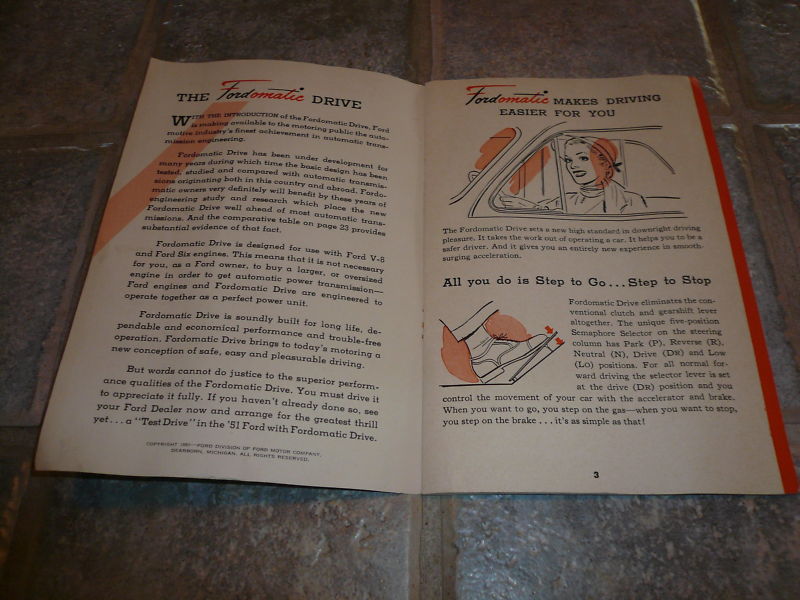 THE Fordomatic DRIVE
WITH THE INTRODUCTION of the Fordomatic Drive, Ford
is making available to the motoring public the auto-
motive industry's finest achievement in automatic trans-
mission engineering.
Fordomatic Drive has been under development for
many years during which time the basic design has been
tested, studied and compared with automatic transmis-
sions originating both in this country and abroad. Fordo-
matic owners very definitely will benefit by these years of
engineering study and research which place the new
Fordomatic Drive well ahead of most automatic trans-
missions. And the comparative table on page 23 provides
substantial evidence of that fact.
Fordomatic Drive is designed for use with Ford V-8
and Ford Six engines. This means that it is not necessary
for you, as a Ford owner, to buy a larger, or oversized
engine in order to get automatic power transmission—
Ford engines and Fordomatic Drive are engineered to
operate together as a perfect power unit.
Fordomatic Drive is soundly built for long life, de-
pendable and economical performance and trouble-free
operation. Fordomatic Drive brings to today's motoring a
new conception of safe, easy and pleasurable driving.
But words cannot do justice to the superior perform-
ance qualities of the Fordomatic Drive. You must drive it
to appreciate it fully. If you haven't already done so, see
your Ford Dealer now and arrange for the greatest thrill
yet...a "Test Drive" in the '51 Ford with Fordomatic Drive.
COPYRIGHT 1951—FORD DIVISION OF FORD MOTOR COMPANY,
DEARBORN, MICHIGAN. ALL RIGHTS RESERVED.
Fordomatic MAKES DRIVING
EASIER FOR YOU
The Fordomatic Drive sets a new high standard in downright driving
pleasure. It takes the work out of operating a car. It helps you to be a
safer driver. And it gives you an entirely new experience in smooth-
surging acceleration.
All you do is Step to Go...Step to Stop
Fordomatic Drive eliminates the con-
ventional clutch and gearshift lever
altogether. The unique five-position
Semaphore Selector on the steering
column has Park (P), Reverse (R),
Neutral (N), Drive (DR) and Low
(LO) positions. For all normal for-
ward driving the selector lever is set
at the drive (DR) position and you
control the movement of your car with the accelerator and brake.
When you want to go, you step on the gas—when you want to stop,
you step on the brake...it's as simple as that!
3